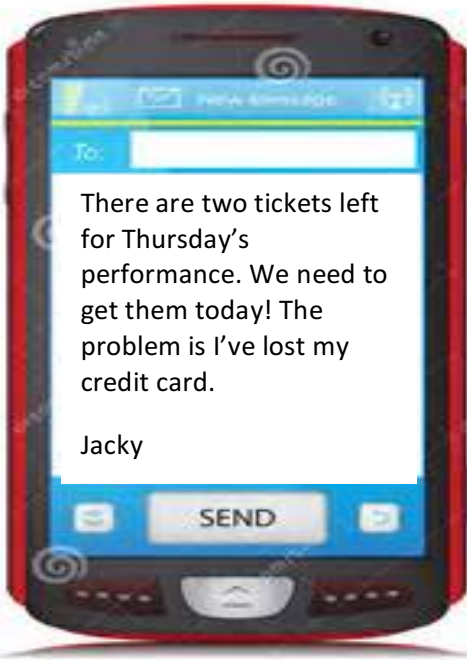 New Message
To:
There are two tickets left
for Thursday’s
performance. We need to
get them today! The
problem is I’ve lost my
credit card.
Jacky
SEND